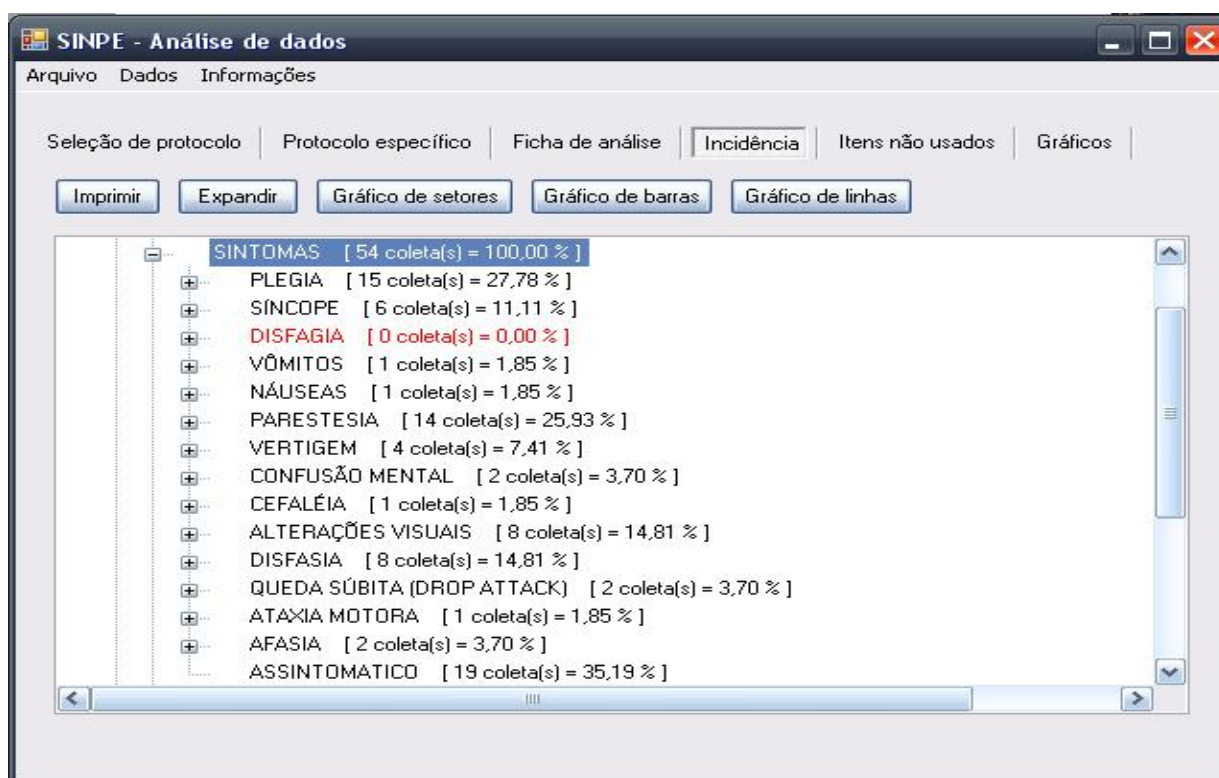 SINPE - Análise de dados
Arquivo Dados Informações
Seleção de protocolo Protocolo específico Ficha de análise Incidência Itens não usados Gráficos
Imprimir Expandir Gráfico de setores Gráfico de barras Gráfico de linhas
SINTOMAS [ 54 coleta(s) = 100,00 % ]
PLEGIA [ 15 coleta(s) = 27,78 % ]
SÍNCOPE [ 6 coleta(s) = 11,11 % ]
DISFAGIA [ 0 coleta(s) = 0,00 % ]
VÔMITOS [ 1 coleta(s) = 1,85 % ]
NÁUSEAS [ 1 coleta(s) = 1,85 % ]
PARESTESIA [ 14 coleta(s) = 25,93 % ]
VERTIGEM [ 4 coleta(s) = 7,41 % ]
CONFUSÃO MENTAL [ 2 coleta(s) = 3,70 % ]
CEFALÉIA [ 1 coleta(s) = 1,85 % ]
ALTERAÇÕES VISUAIS [ 8 coleta(s) = 14,81 % ]
DISFASIA [ 8 coleta(s) = 14,81 % ]
QUEDA SÚBITA (DROP ATTACK) [ 2 coleta(s) = 3,70 % ]
ATAXIA MOTORA [ 1 coleta(s) = 1,85 % ]
AFASIA [ 2 coleta(s) = 3,70 % ]
ASSINTOMATICO [ 19 coleta(s) = 35,19 % ]